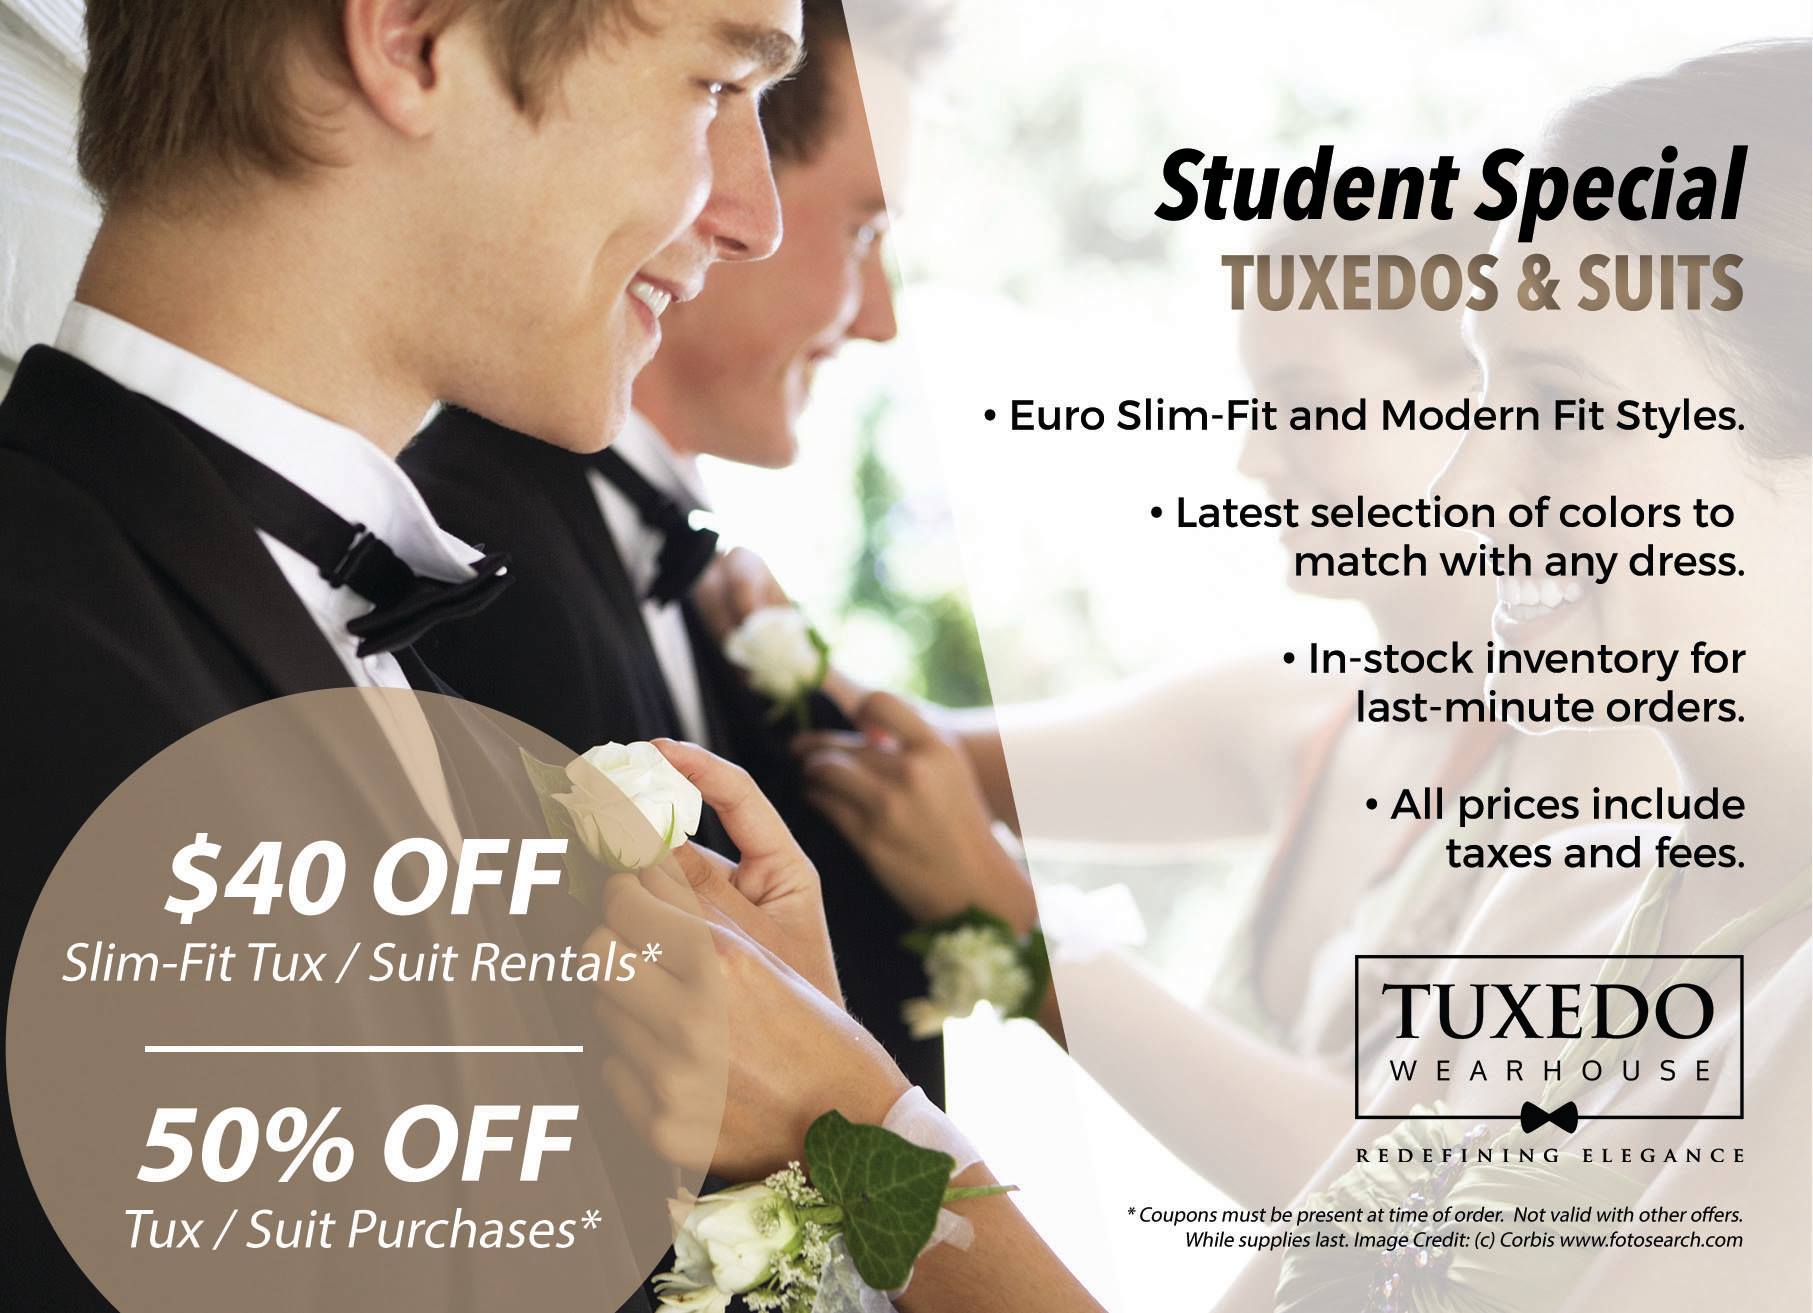 Student Special
TUXEDOS & SUITS
• Euro Slim-Fit and Modern Fit Styles.
• Latest selection of colors to
match with any dress.
• In-stock inventory for
last-minute orders.
• All prices include
taxes and fees.
$40 OFF
Slim-Fit Tux / Suit Rentals*
50% OFF
Tux / Suit Purchases*
TUXEDO
WEARHOUSE
REDEFINING ELEGANCE
* Coupons must be present at time of order. Not valid with other offers.
While supplies last. Image Credit: (c) Corbis www.fotosearch.com